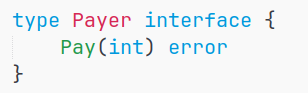 type Payer interface {
    Pay(int) error
}